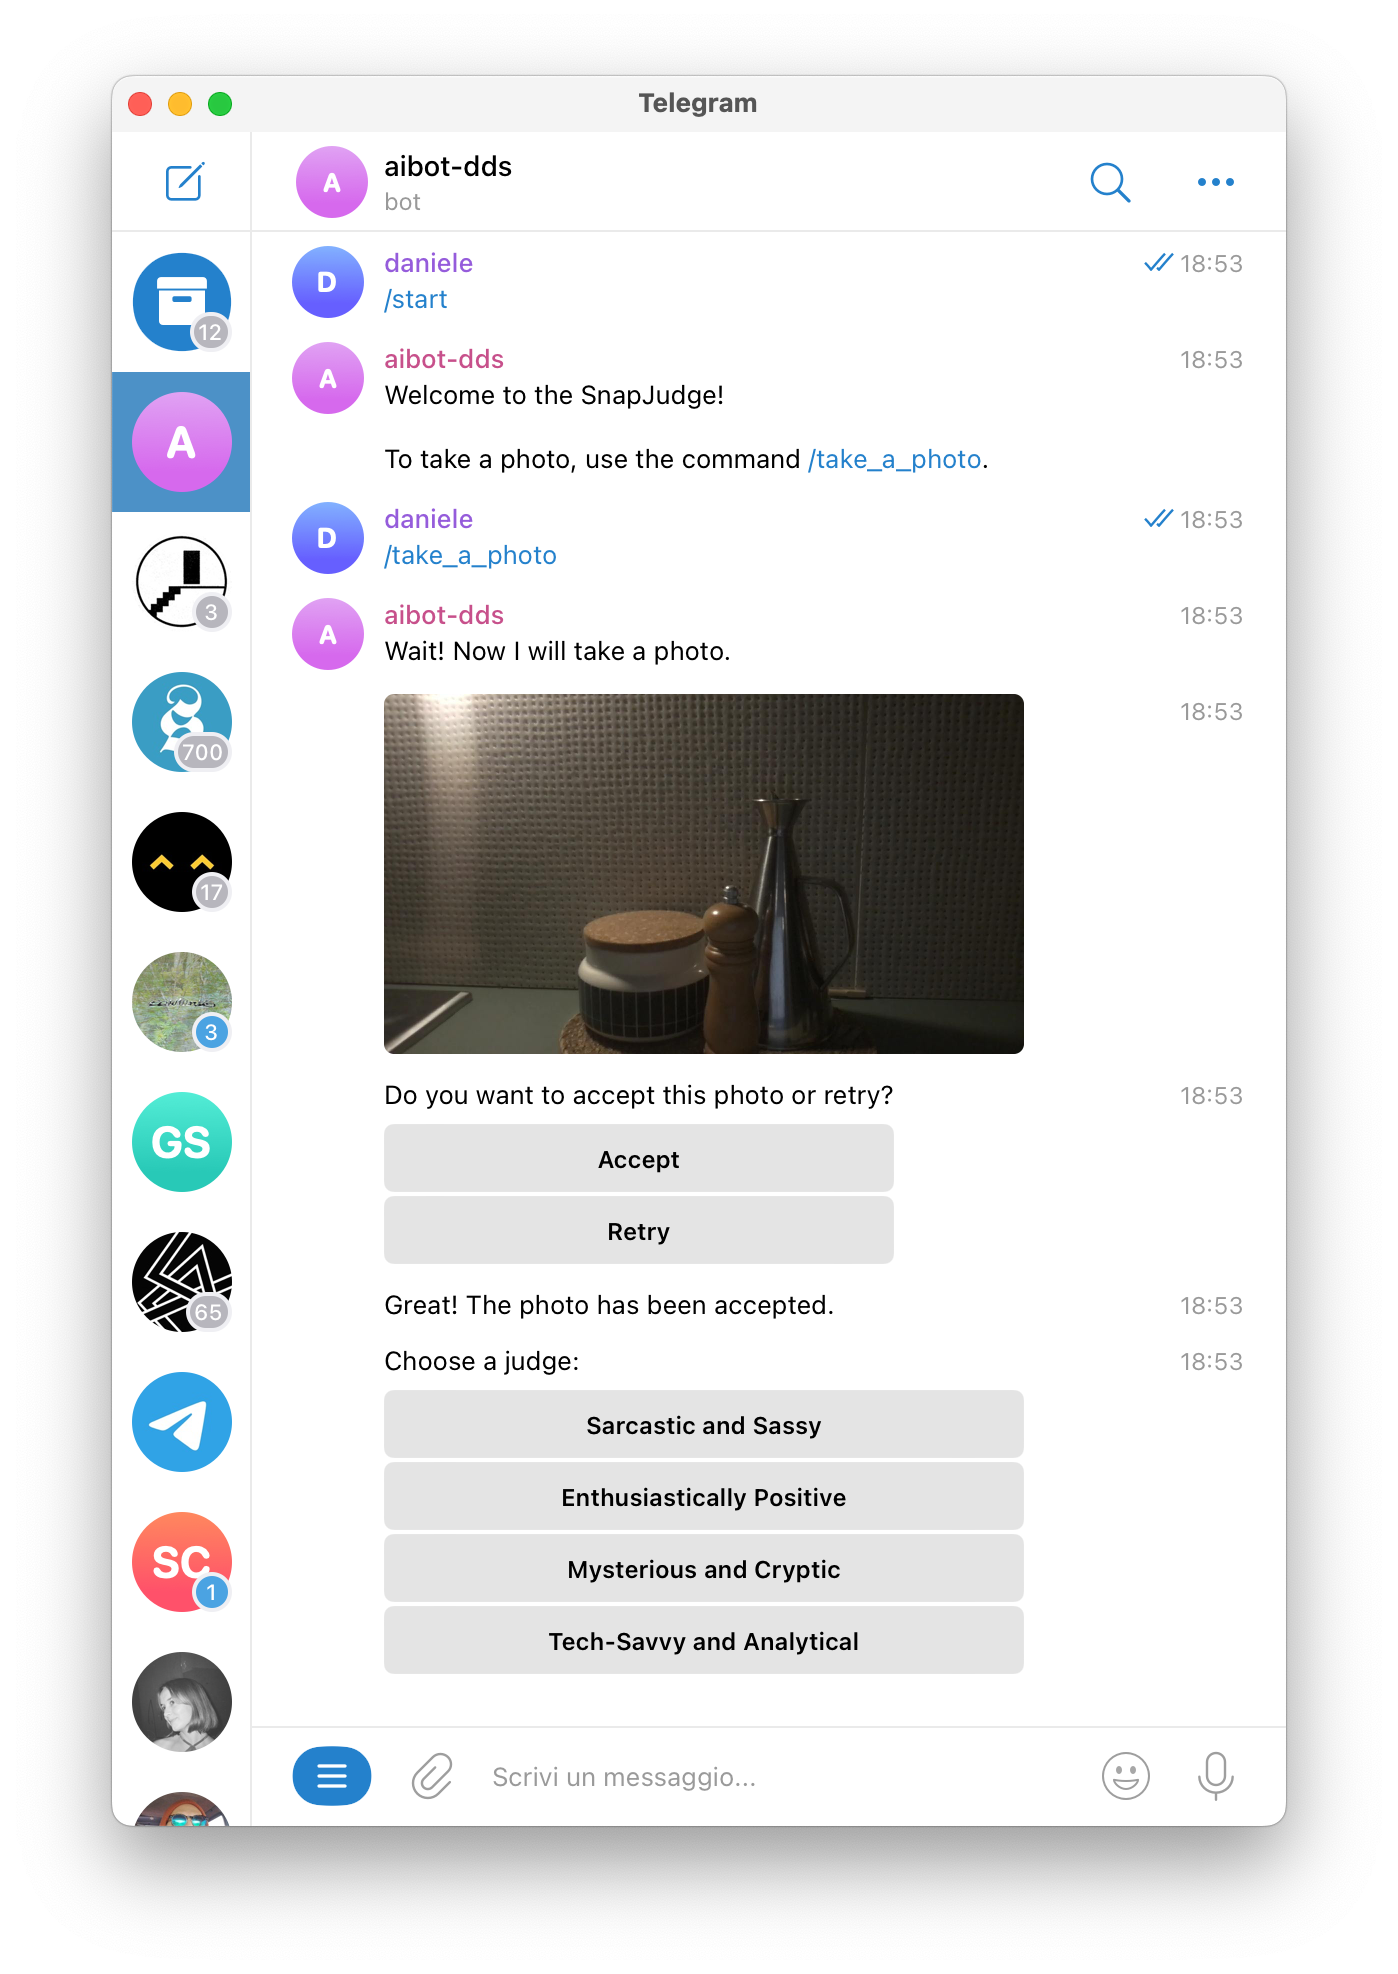 Telegram
A
aibot-dds
bot
12
A
3
700
17
3
GS
65
SC
1
D
daniele
18:53
/start
A
aibot-dds
18:53
Welcome to the SnapJudge!
To take a photo, use the command /take_a_photo.
D
daniele
18:53
/take_a_photo
A
aibot-dds
18:53
Wait! Now I will take a photo.
18:53
Do you want to accept this photo or retry?
18:53
Accept
Retry
Great! The photo has been accepted.
18:53
Choose a judge:
18:53
Sarcastic and Sassy
Enthusiastically Positive
Mysterious and Cryptic
Tech-Savvy and Analytical
Scrivi un messaggio...